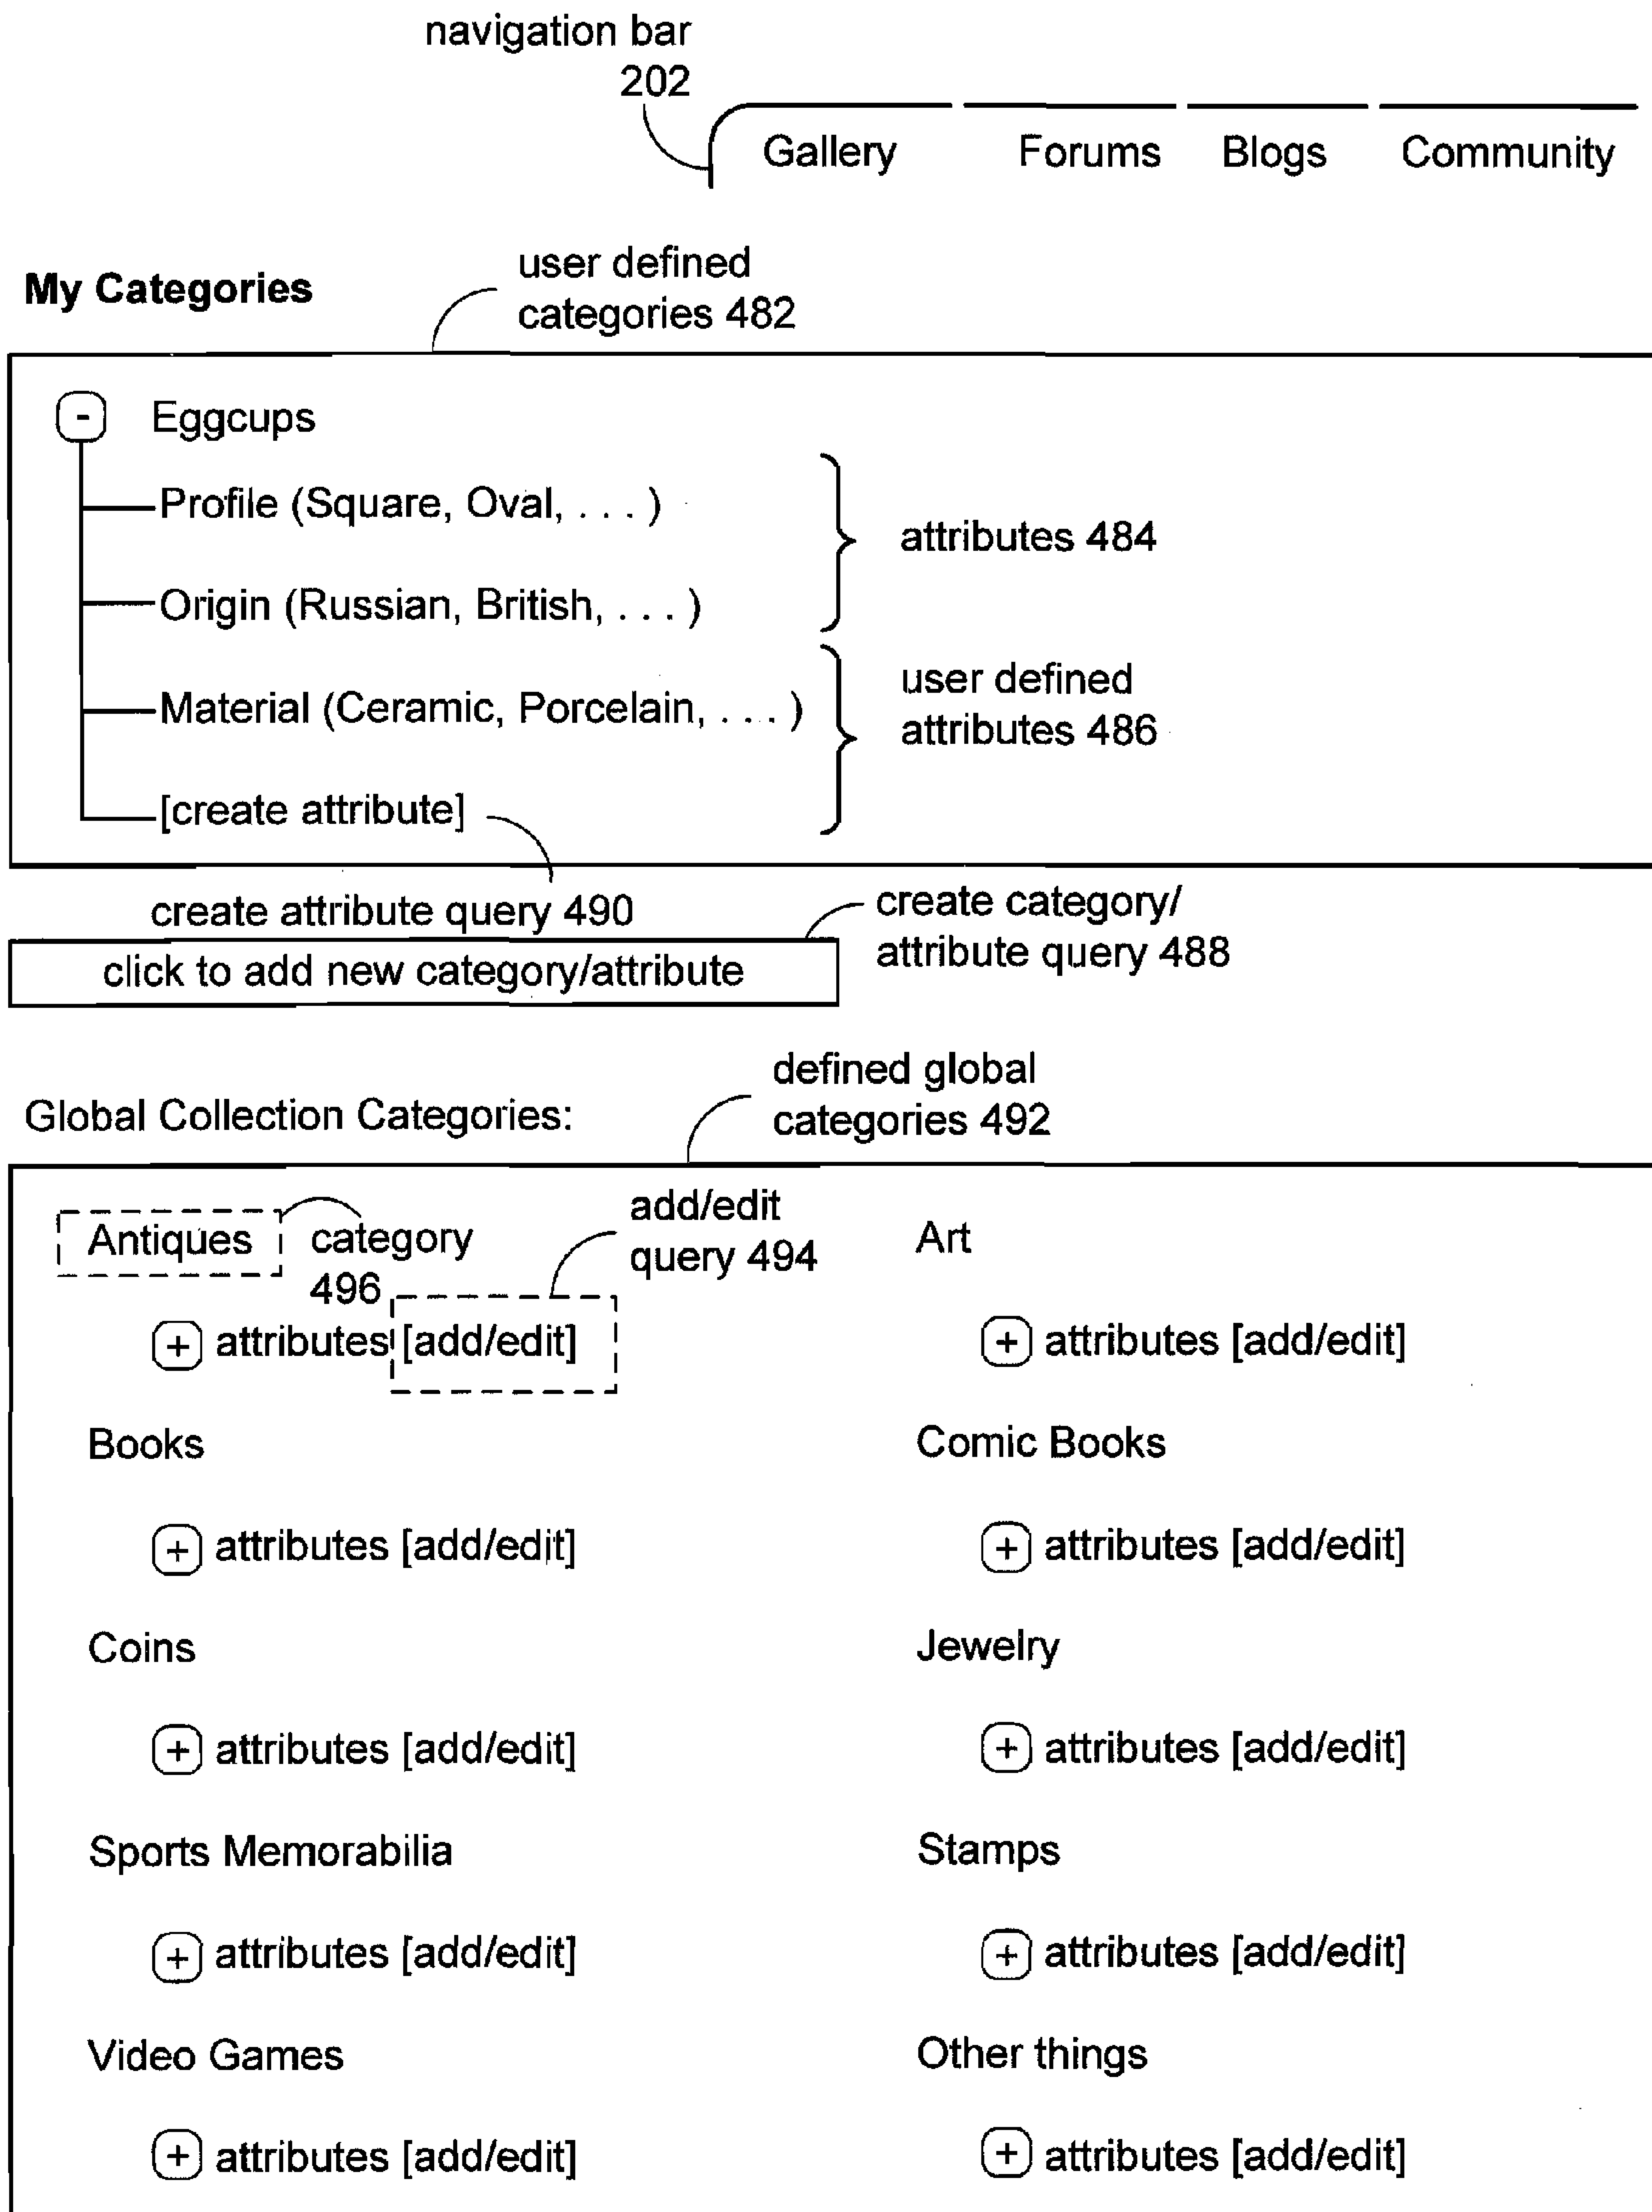 navigation bar
202
Gallery Forums Blogs Community
My Categories
user defined
categories 482
- Eggcups
Profile (Square, Oval, . . . )
attributes 484
Origin (Russian, British, . . . )
Material (Ceramic, Porcelain, . . . )
user defined
attributes 486
[create attribute]
create attribute query 490
create category/
attribute query 488
click to add new category/attribute
Global Collection Categories:
defined global
categories 492
Antiques
category
496
add/edit
query 494
Art
+ attributes [add/edit]
+ attributes [add/edit]
Books
Comic Books
+ attributes [add/edit]
+ attributes [add/edit]
Coins
Jewelry
+ attributes [add/edit]
+ attributes [add/edit]
Sports Memorabilia
Stamps
+ attributes [add/edit]
+ attributes [add/edit]
Video Games
Other things
+ attributes [add/edit]
+ attributes [add/edit]